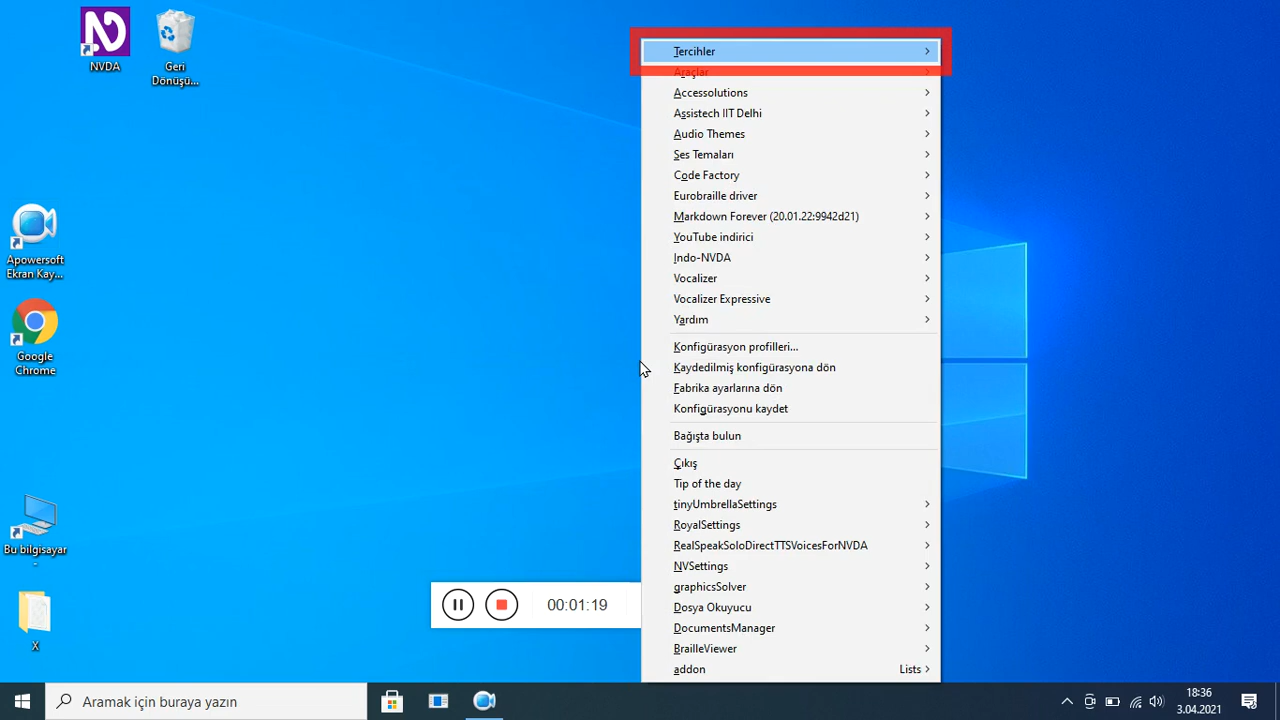 NVDA
Geri
Dönüşü...
Apowersoft
Ekran Kay...
Google
Chrome
Bu bilgisayar
-
X
Tercihler
Araçlar
Accessolutions
Assistech IIT Delhi
Audio Themes
Ses Temaları
Code Factory
Eurobraille driver
Markdown Forever (20.01.22:9942d21)
YouTube indirici
Indo-NVDA
Vocalizer
Vocalizer Expressive
Yardım
Konfigürasyon profilleri...
Kaydedilmiş konfigürasyona dön
Fabrika ayarlarına dön
Konfigürasyonu kaydet
Bağışta bulun
Çıkış
Tip of the day
tinyUmbrellaSettings
RoyalSettings
RealSpeakSoloDirectTTSVoicesForNVDA
NVSettings
graphicsSolver
Dosya Okuyucu
DocumentsManager
BrailleViewer
addon Lists
00:01:19
Aramak için buraya yazın
18:36
3.04.2021